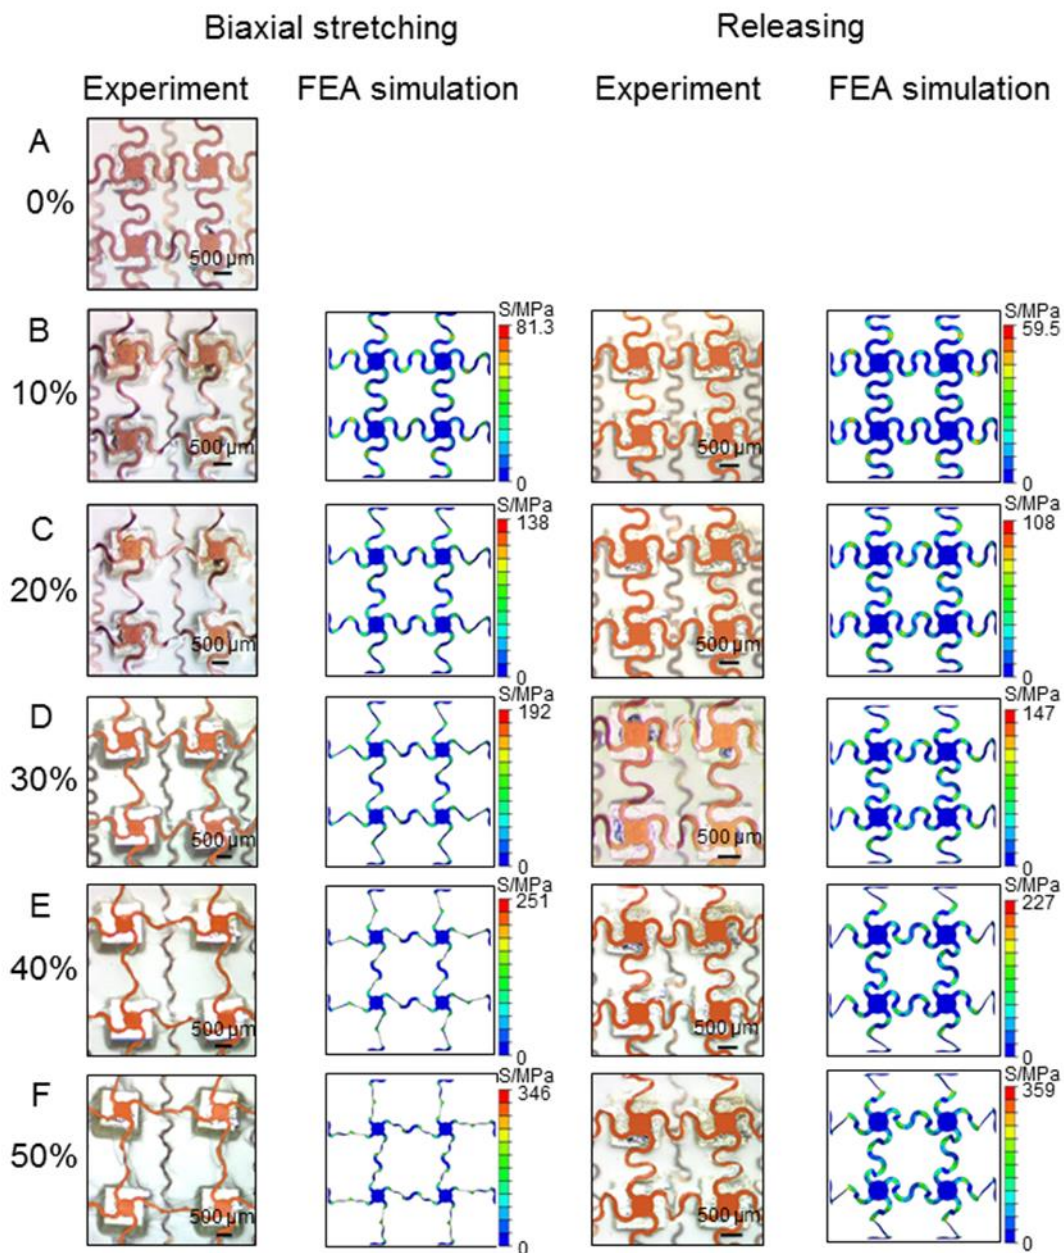 Biaxial stretching Releasing
Experiment FEA simulation Experiment FEA simulation
A
0%
500 µm
B
10%
500 µm
S/MPa
81.3
0
500 µm
S/MPa
59.5
0
C
20%
500 µm
S/MPa
138
0
500 µm
S/MPa
108
0
D
30%
500 µm
S/MPa
192
0
500 µm
S/MPa
147
0
E
40%
500 µm
S/MPa
251
0
500 µm
S/MPa
227
0
F
50%
500 µm
S/MPa
346
0
500 µm
S/MPa
359
0